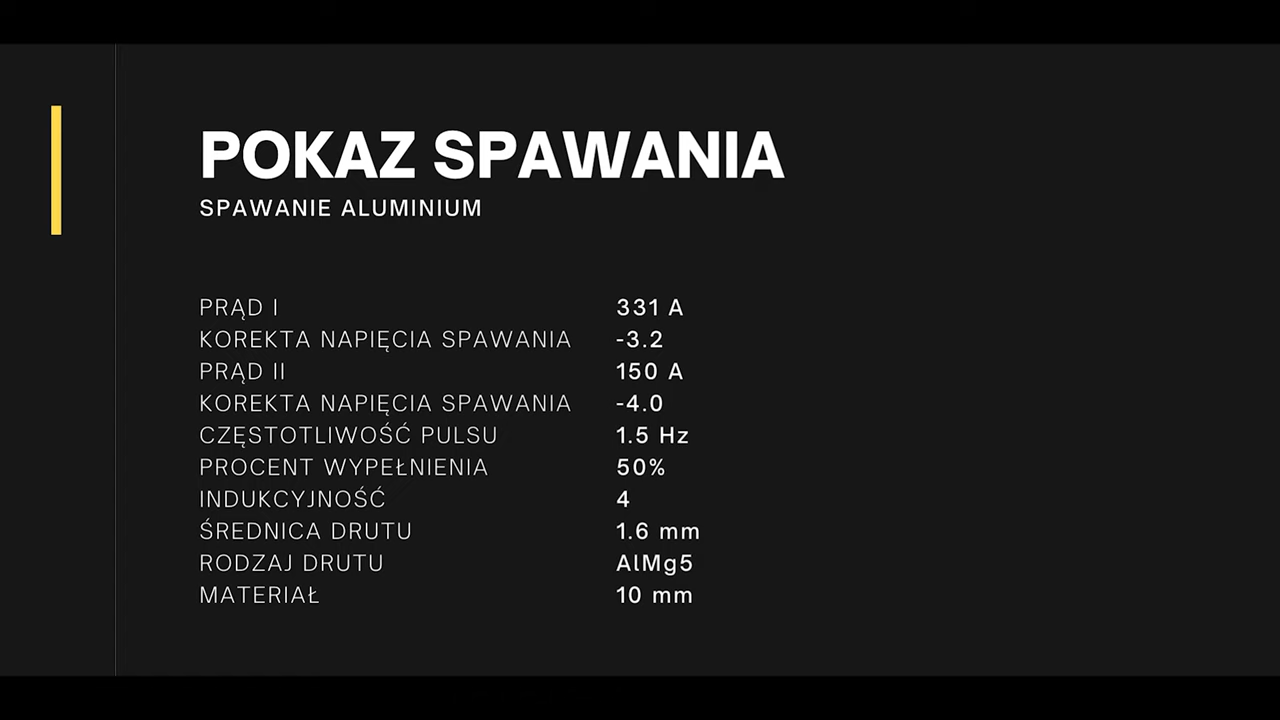 POKAZ SPAWANIA
SPAWANIE ALUMINIUM
PRĄD I 331 A
KOREKTA NAPIĘCIA SPAWANIA -3.2
PRĄD II 150 A
KOREKTA NAPIĘCIA SPAWANIA -4.0
CZĘSTOTLIWOŚĆ PULSU 1.5 Hz
PROCENT WYPEŁNIENIA 50%
INDUKCYJNOŚĆ 4
ŚREDNICA DRUTU 1.6 mm
RODZAJ DRUTU AlMg5
MATERIAŁ 10 mm